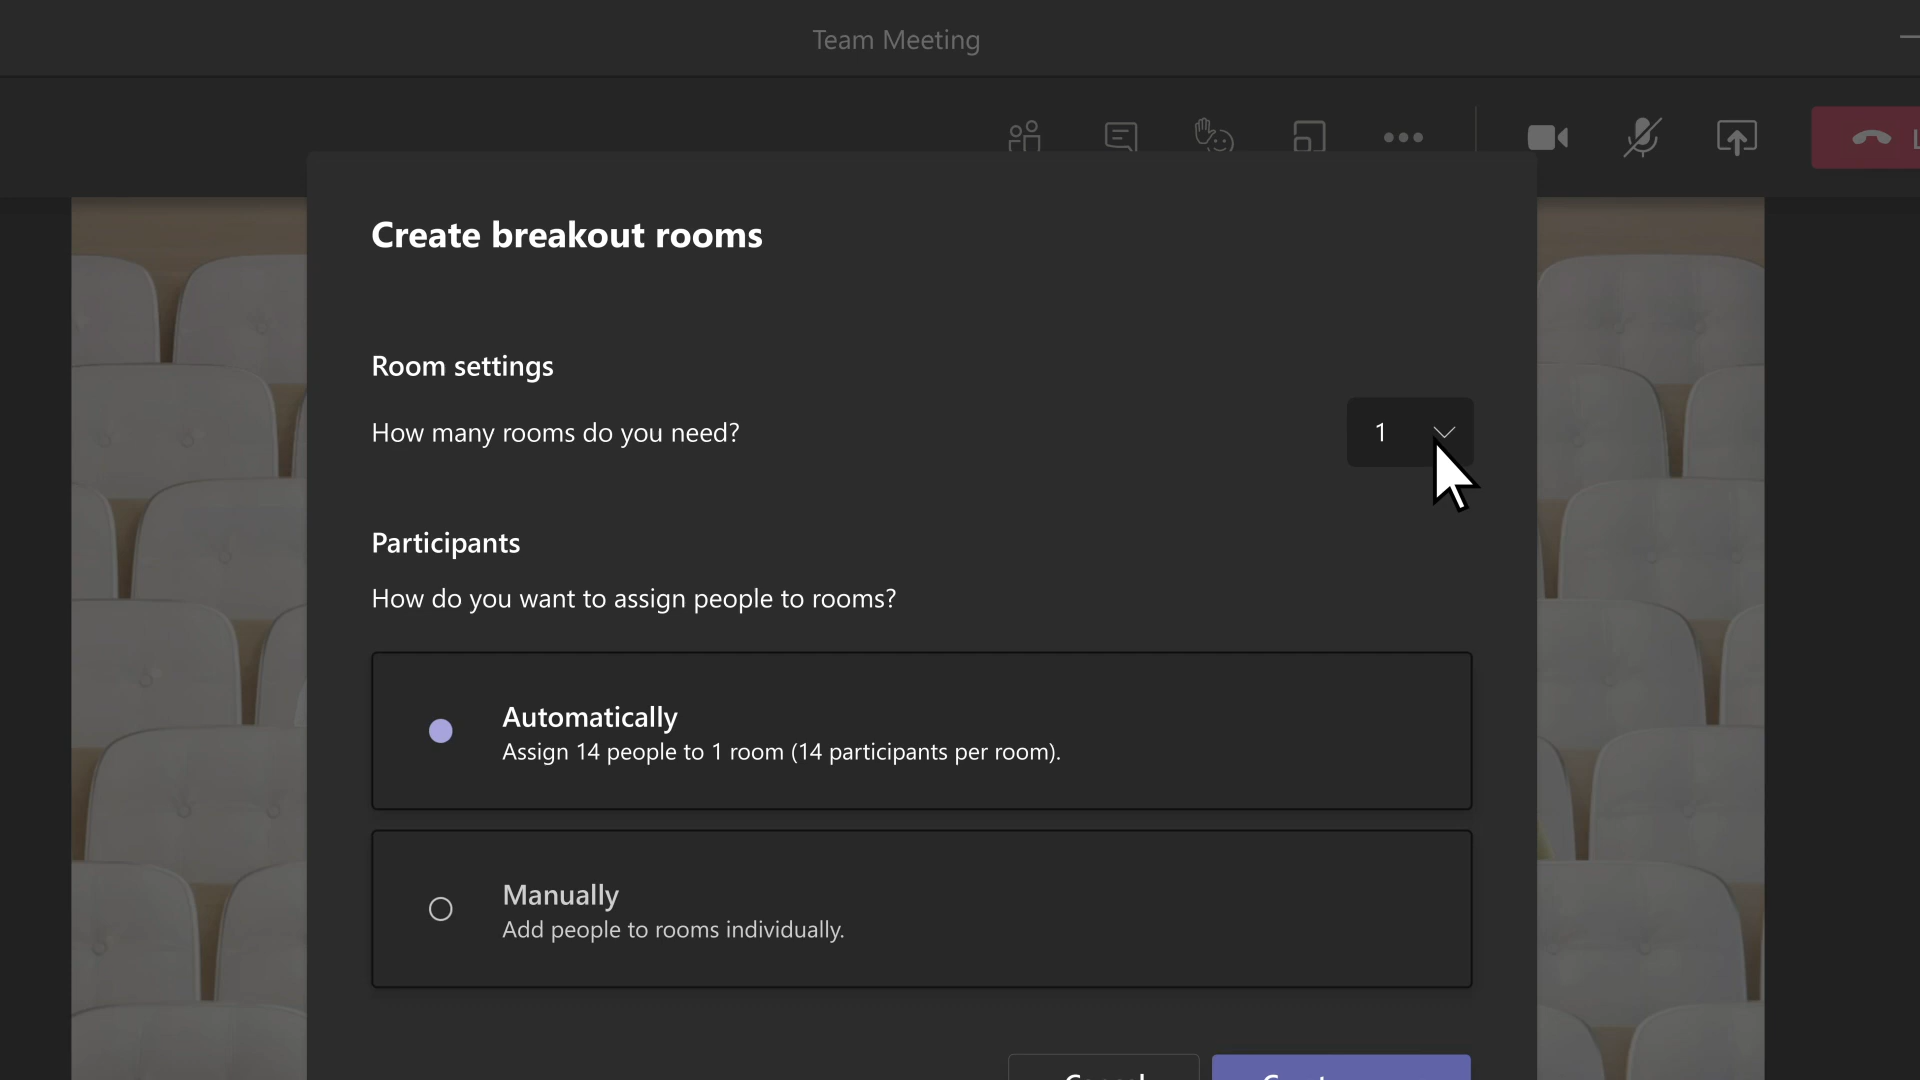 Team Meeting
Create breakout rooms
Room settings
How many rooms do you need?
1
Participants
How do you want to assign people to rooms?
Automatically
Assign 14 people to 1 room (14 participants per room).
Manually
Add people to rooms individually.